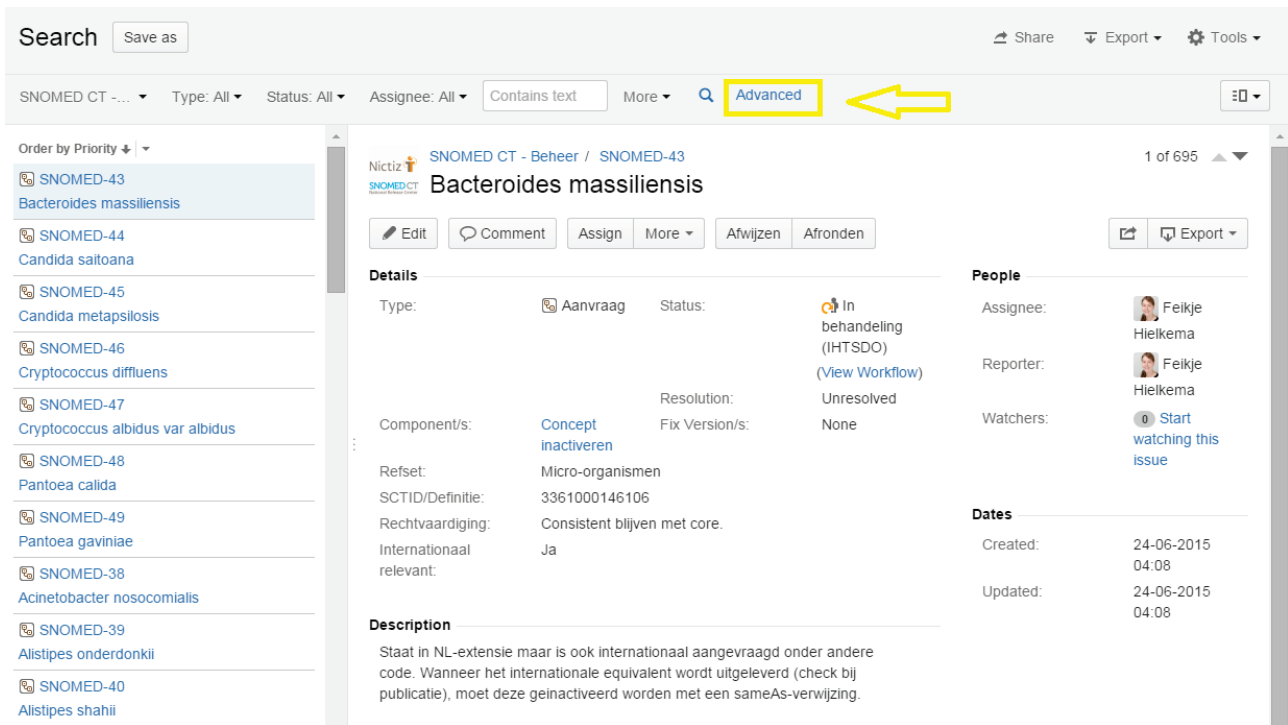 Search Save as Share Export Tools
SNOMED CT -... Type: All Status: All Assignee: All Contains text More Advanced
Order by Priority
SNOMED-43
Bacteroides massiliensis
SNOMED-44
Candida saitoana
SNOMED-45
Candida metapsilosis
SNOMED-46
Cryptococcus diffluens
SNOMED-47
Cryptococcus albidus var albidus
SNOMED-48
Pantoea calida
SNOMED-49
Pantoea gaviniae
SNOMED-38
Acinetobacter nosocomialis
SNOMED-39
Alistipes onderdonkii
SNOMED-40
Alistipes shahii
Nictiz
SNOMED CT
SNOMED CT - Beheer / SNOMED-43
1 of 695
Bacteroides massiliensis
Edit Comment Assign More Afwijzen Afronden Export
Details
Type: Aanvraag
Status: In
behandeling
(IHTSDO)
(View Workflow)
Resolution: Unresolved
Component/s: Concept
inactiveren
Fix Version/s: None
Refset: Micro-organismen
SCTID/Definitie: 3361000146106
Rechtvaardiging: Consistent blijven met core.
Internationaal Ja
relevant:
Description
Staat in NL-extensie maar is ook internationaal aangevraagd onder andere
code. Wanneer het internationale equivalent wordt uitgeleverd (check bij
publicatie), moet deze geinactiveerd worden met een sameAs-verwijzing.
People
Assignee: Feikje
Hielkema
Reporter: Feikje
Hielkema
Watchers: 0 Start
watching this
issue
Dates
Created: 24-06-2015
04:08
Updated: 24-06-2015
04:08